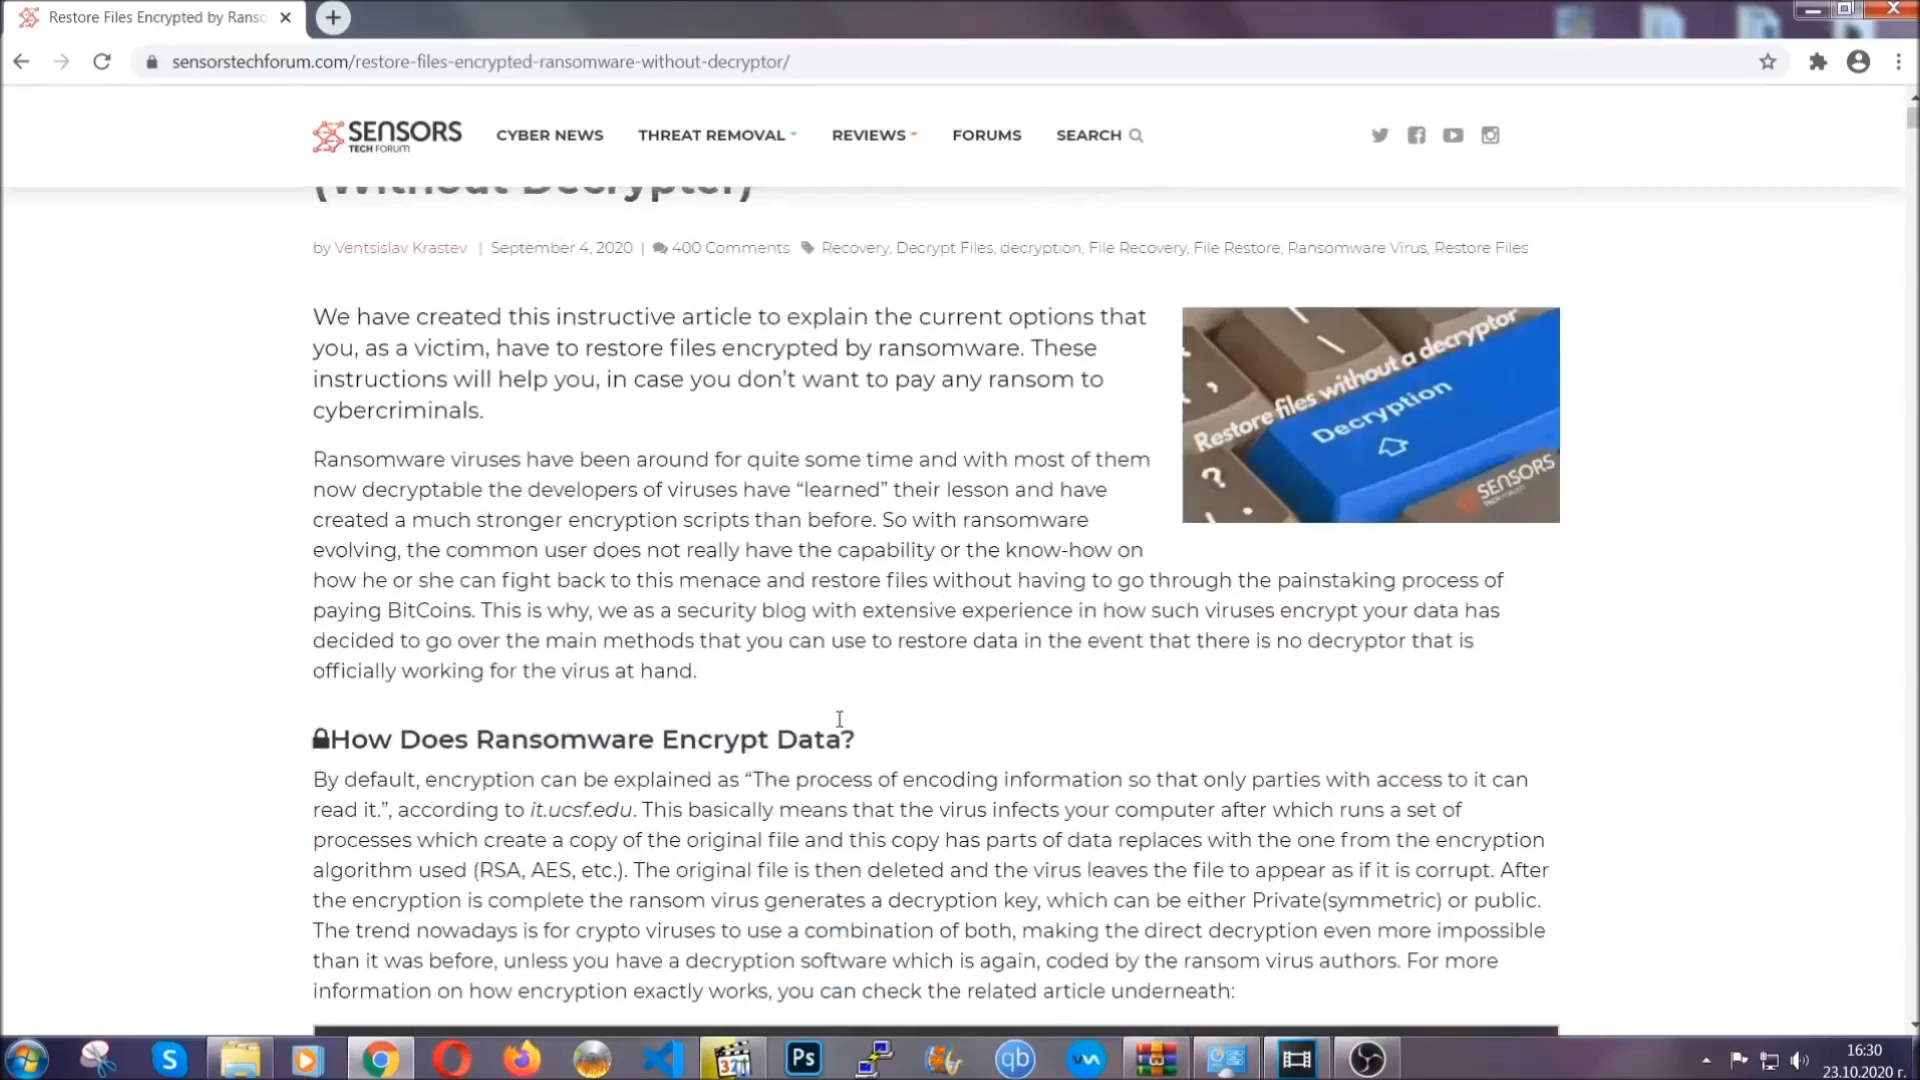 Restore Files Encrypted by Ranso
sensorstechforum.com/restore-files-encrypted-ransomware-without-decryptor/
SENSORS
TECH FORUM
CYBER NEWS
THREAT REMOVAL
REVIEWS
FORUMS
SEARCH
(Without Decrypter)
by Ventsislav Krastev | September 4, 2020 | 400 Comments Recovery, Decrypt Files, decryption, File Recovery, File Restore, Ransomware Virus, Restore Files
We have created this instructive article to explain the current options that
you, as a victim, have to restore files encrypted by ransomware. These
instructions will help you, in case you don’t want to pay any ransom to
cybercriminals.
Restore files without a decryptor
Decryption
SENSORS
Ransomware viruses have been around for quite some time and with most of them
now decryptable the developers of viruses have “learned” their lesson and have
created a much stronger encryption scripts than before. So with ransomware
evolving, the common user does not really have the capability or the know-how on
how he or she can fight back to this menace and restore files without having to go through the painstaking process of
paying BitCoins. This is why, we as a security blog with extensive experience in how such viruses encrypt your data has
decided to go over the main methods that you can use to restore data in the event that there is no decryptor that is
officially working for the virus at hand.
How Does Ransomware Encrypt Data?
By default, encryption can be explained as “The process of encoding information so that only parties with access to it can
read it.”, according to it.ucsf.edu. This basically means that the virus infects your computer after which runs a set of
processes which create a copy of the original file and this copy has parts of data replaces with the one from the encryption
algorithm used (RSA, AES, etc.). The original file is then deleted and the virus leaves the file to appear as if it is corrupt. After
the encryption is complete the ransom virus generates a decryption key, which can be either Private(symmetric) or public.
The trend nowadays is for crypto viruses to use a combination of both, making the direct decryption even more impossible
than it was before, unless you have a decryption software which is again, coded by the ransom virus authors. For more
information on how encryption exactly works, you can check the related article underneath:
S
Ps
qb
16:30
23.10.2020 г.